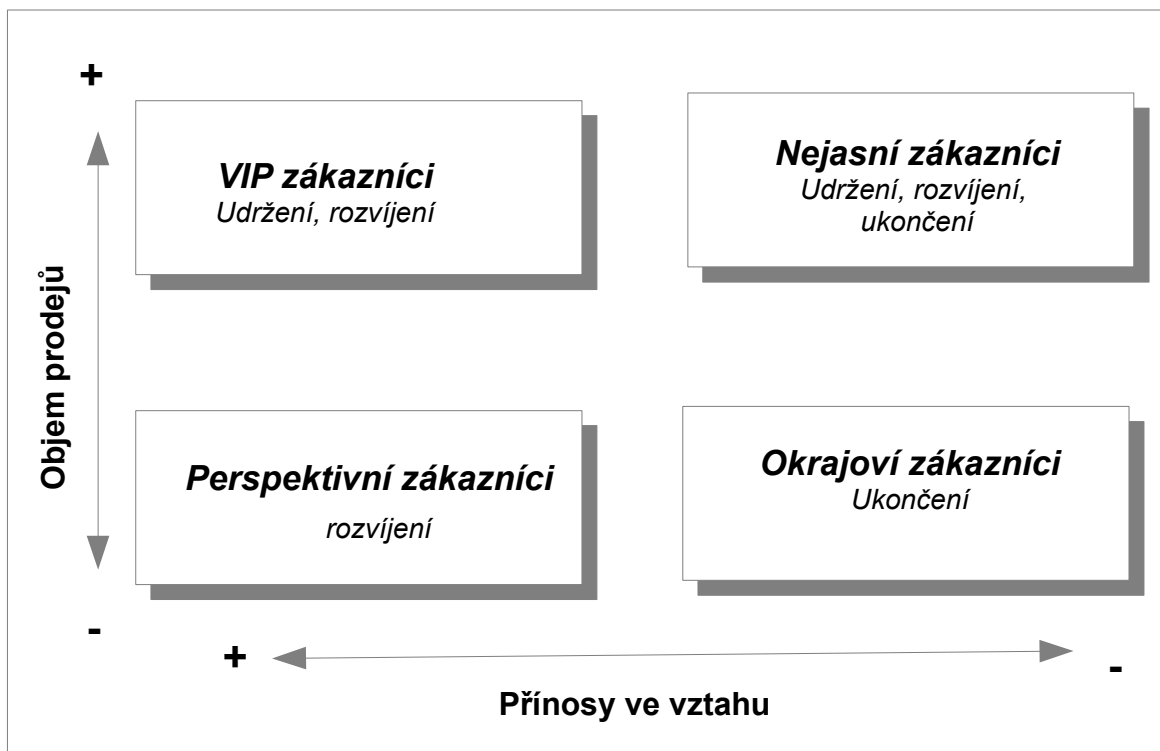 +
VIP zákazníci
Udržení, rozvíjení
Nejasní zákazníci
Udržení, rozvíjení,
ukončení
Objem prodejů
Perspektivní zákazníci
rozvíjení
Okrajoví zákazníci
Ukončení
-
+
-
Přínosy ve vztahu